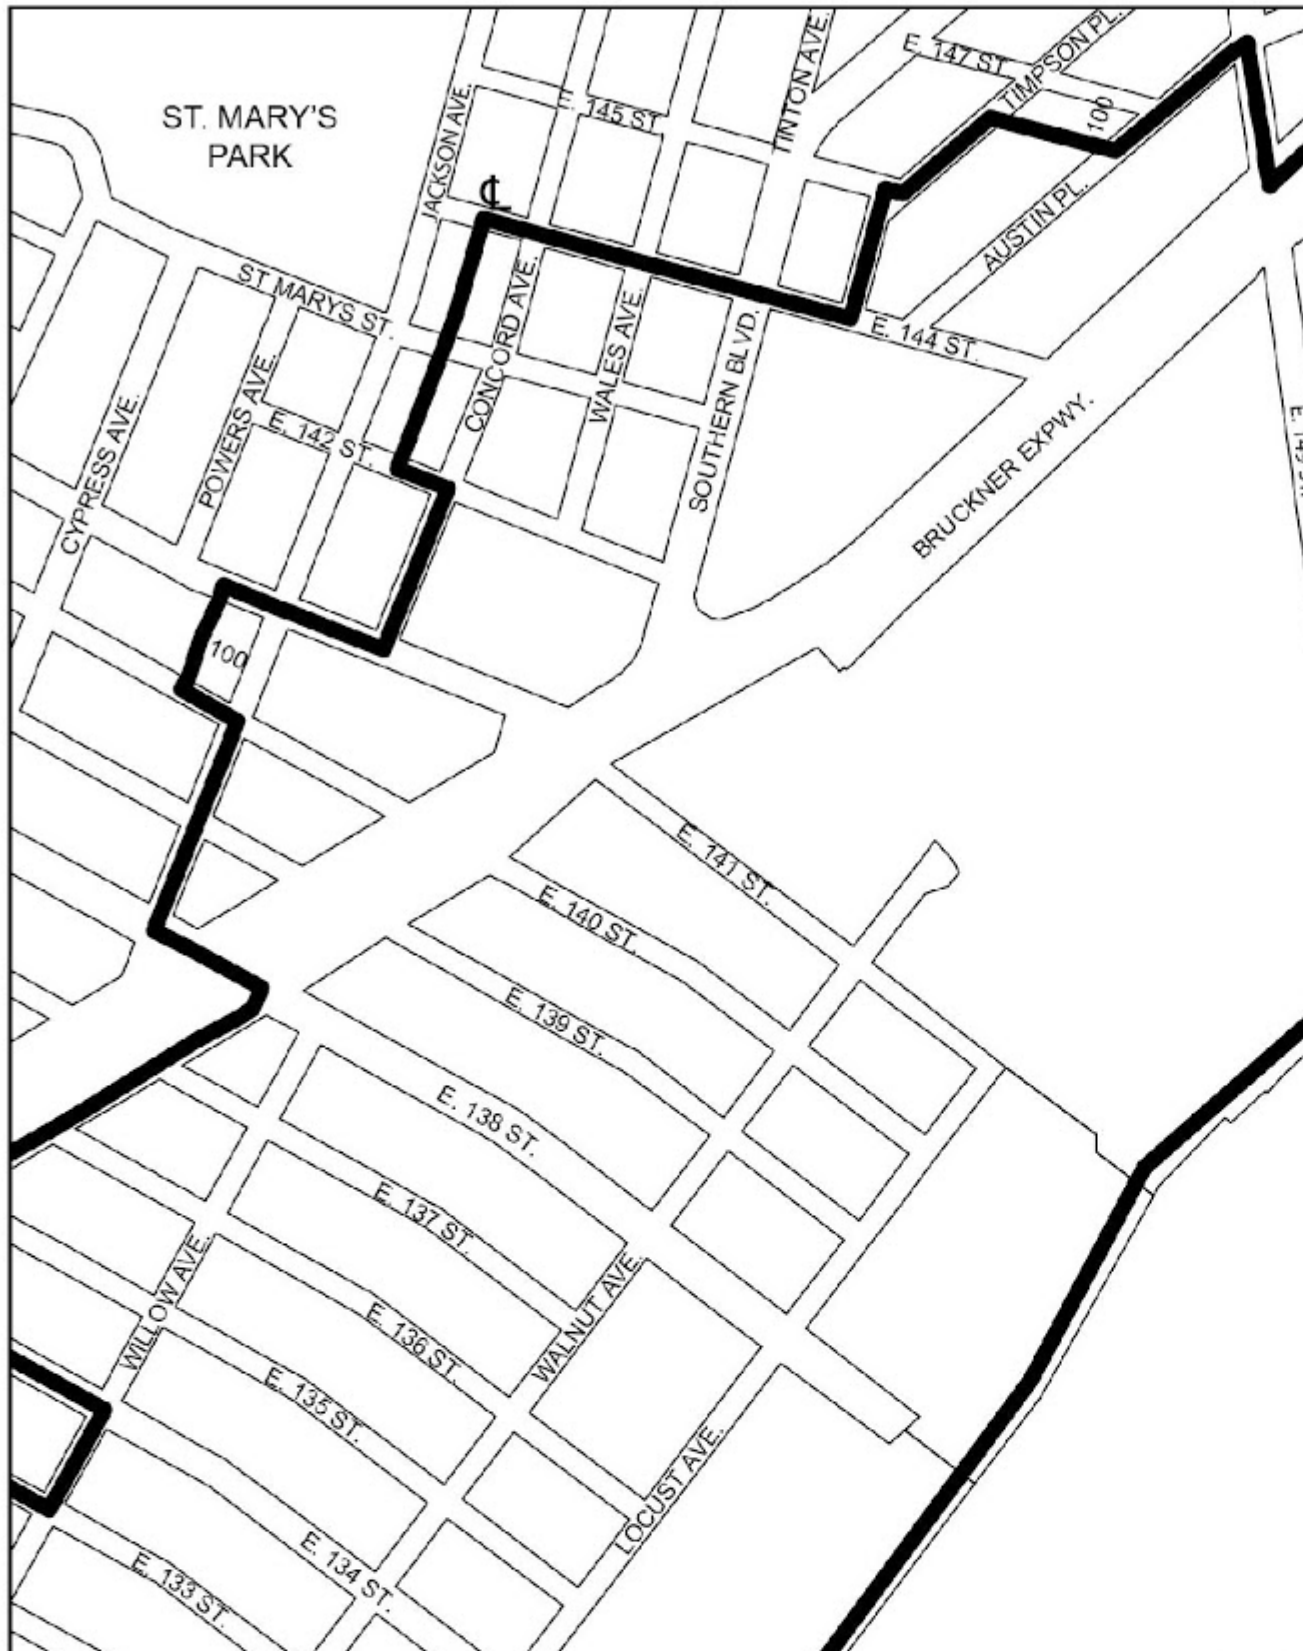 ST. MARY'S
PARK
JACKSON AVE.
E. 145 ST
TINTON AVE.
E. 147 ST
TIMPSON PL.
100
℄
AUSTIN PL.
ST MARYS ST.
CONCORD AVE.
WALES AVE.
SOUTHERN BLVD.
E. 144 ST.
POWERS AVE.
CYPRESS AVE.
E. 142 ST.
BRUCKNER EXPWY.
E. 149 ST.
100
E. 141 ST.
E. 140 ST.
E. 139 ST.
E. 138 ST.
E. 137 ST.
WILLOW AVE.
WALNUT AVE.
E. 136 ST.
E. 135 ST.
LOCUST AVE.
E. 134 ST.
E. 133 ST.